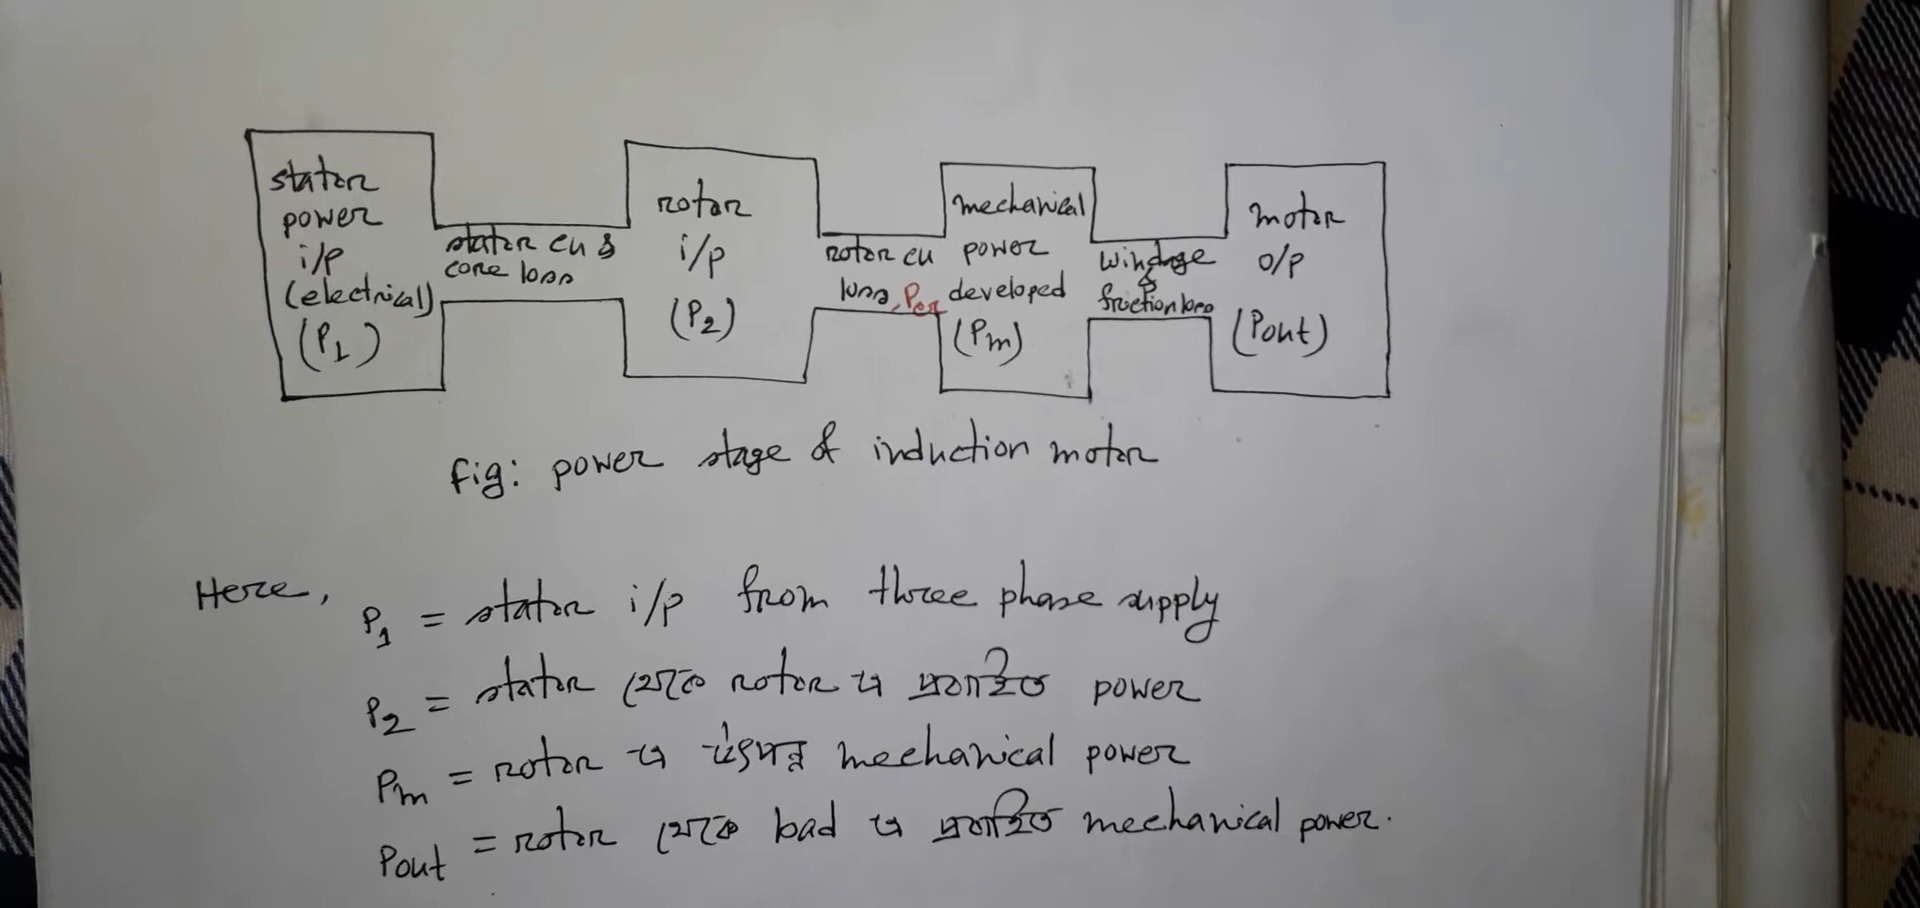 stator
power
i/p
(electrical)
(P1)
stator cu &
core loss
rotor
i/p
(P2)
rotor cu
loss, Pcr
mechanical
power
developed
(Pm)
Windage
&
friction loss
motor
o/p
(Pout)
fig: power stage of induction motor
Here,
P1 = stator i/p from three phase supply
P2 = stator থেকে rotor এ প্রবাহিত power
Pm = rotor এ উৎপন্ন mechanical power
Pout = rotor থেকে load এ প্রবাহিত mechanical power.